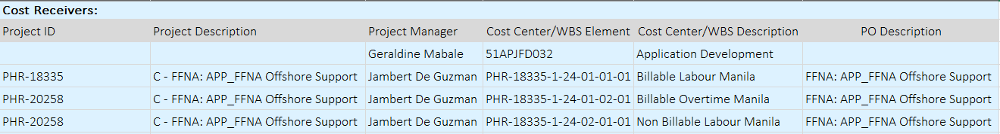 Cost Receivers:
Project ID Project Description Project Manager Cost Center/WBS Element Cost Center/WBS Description PO Description
Geraldine Mabale 51APJFD032 Application Development
PHR-18335 C - FFNA: APP_FFNA Offshore Support Jambert De Guzman PHR-18335-1-24-01-01-01 Billable Labour Manila FFNA: APP_FFNA Offshore Support
PHR-20258 C - FFNA: APP_FFNA Offshore Support Jambert De Guzman PHR-18335-1-24-01-02-01 Billable Overtime Manila FFNA: APP_FFNA Offshore Support
PHR-20258 C - FFNA: APP_FFNA Offshore Support Jambert De Guzman PHR-18335-1-24-02-01-01 Non Billable Labour Manila FFNA: APP_FFNA Offshore Support